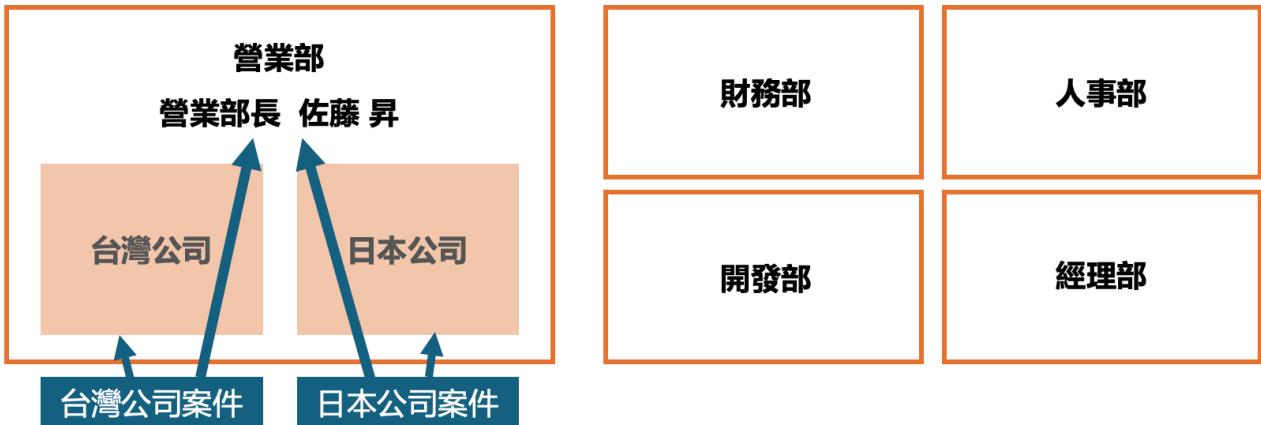 營業部
營業部長 佐藤 昇
台灣公司
日本公司
台灣公司案件
日本公司案件
財務部
人事部
開發部
經理部